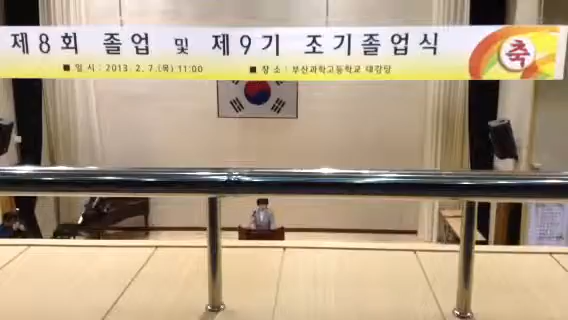 제8회 졸업 및 제9기 조기졸업식 축
■ 일 시 : 2013. 2. 7.(목) 11:00 ■ 장 소 : 부산과학고등학교 대강당